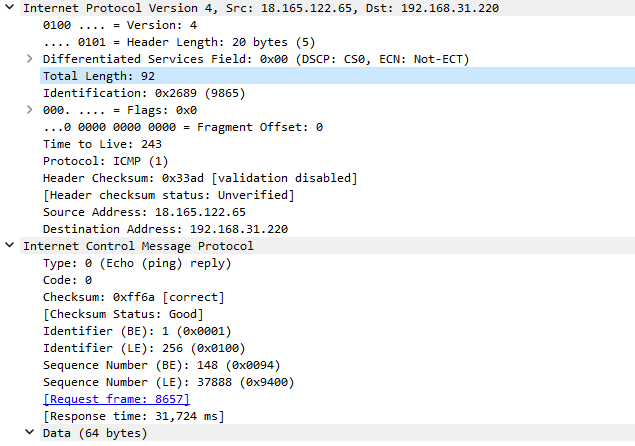 Internet Protocol Version 4, Src: 18.165.122.65, Dst: 192.168.31.220
0100 .... = Version: 4
.... 0101 = Header Length: 20 bytes (5)
Differentiated Services Field: 0x00 (DSCP: CS0, ECN: Not-ECT)
Total Length: 92
Identification: 0x2689 (9865)
000. .... = Flags: 0x0
...0 0000 0000 0000 = Fragment Offset: 0
Time to Live: 243
Protocol: ICMP (1)
Header Checksum: 0x33ad [validation disabled]
[Header checksum status: Unverified]
Source Address: 18.165.122.65
Destination Address: 192.168.31.220
Internet Control Message Protocol
Type: 0 (Echo (ping) reply)
Code: 0
Checksum: 0xff6a [correct]
[Checksum Status: Good]
Identifier (BE): 1 (0x0001)
Identifier (LE): 256 (0x0100)
Sequence Number (BE): 148 (0x0094)
Sequence Number (LE): 37888 (0x9400)
[Request frame: 8657]
[Response time: 31,724 ms]
Data (64 bytes)